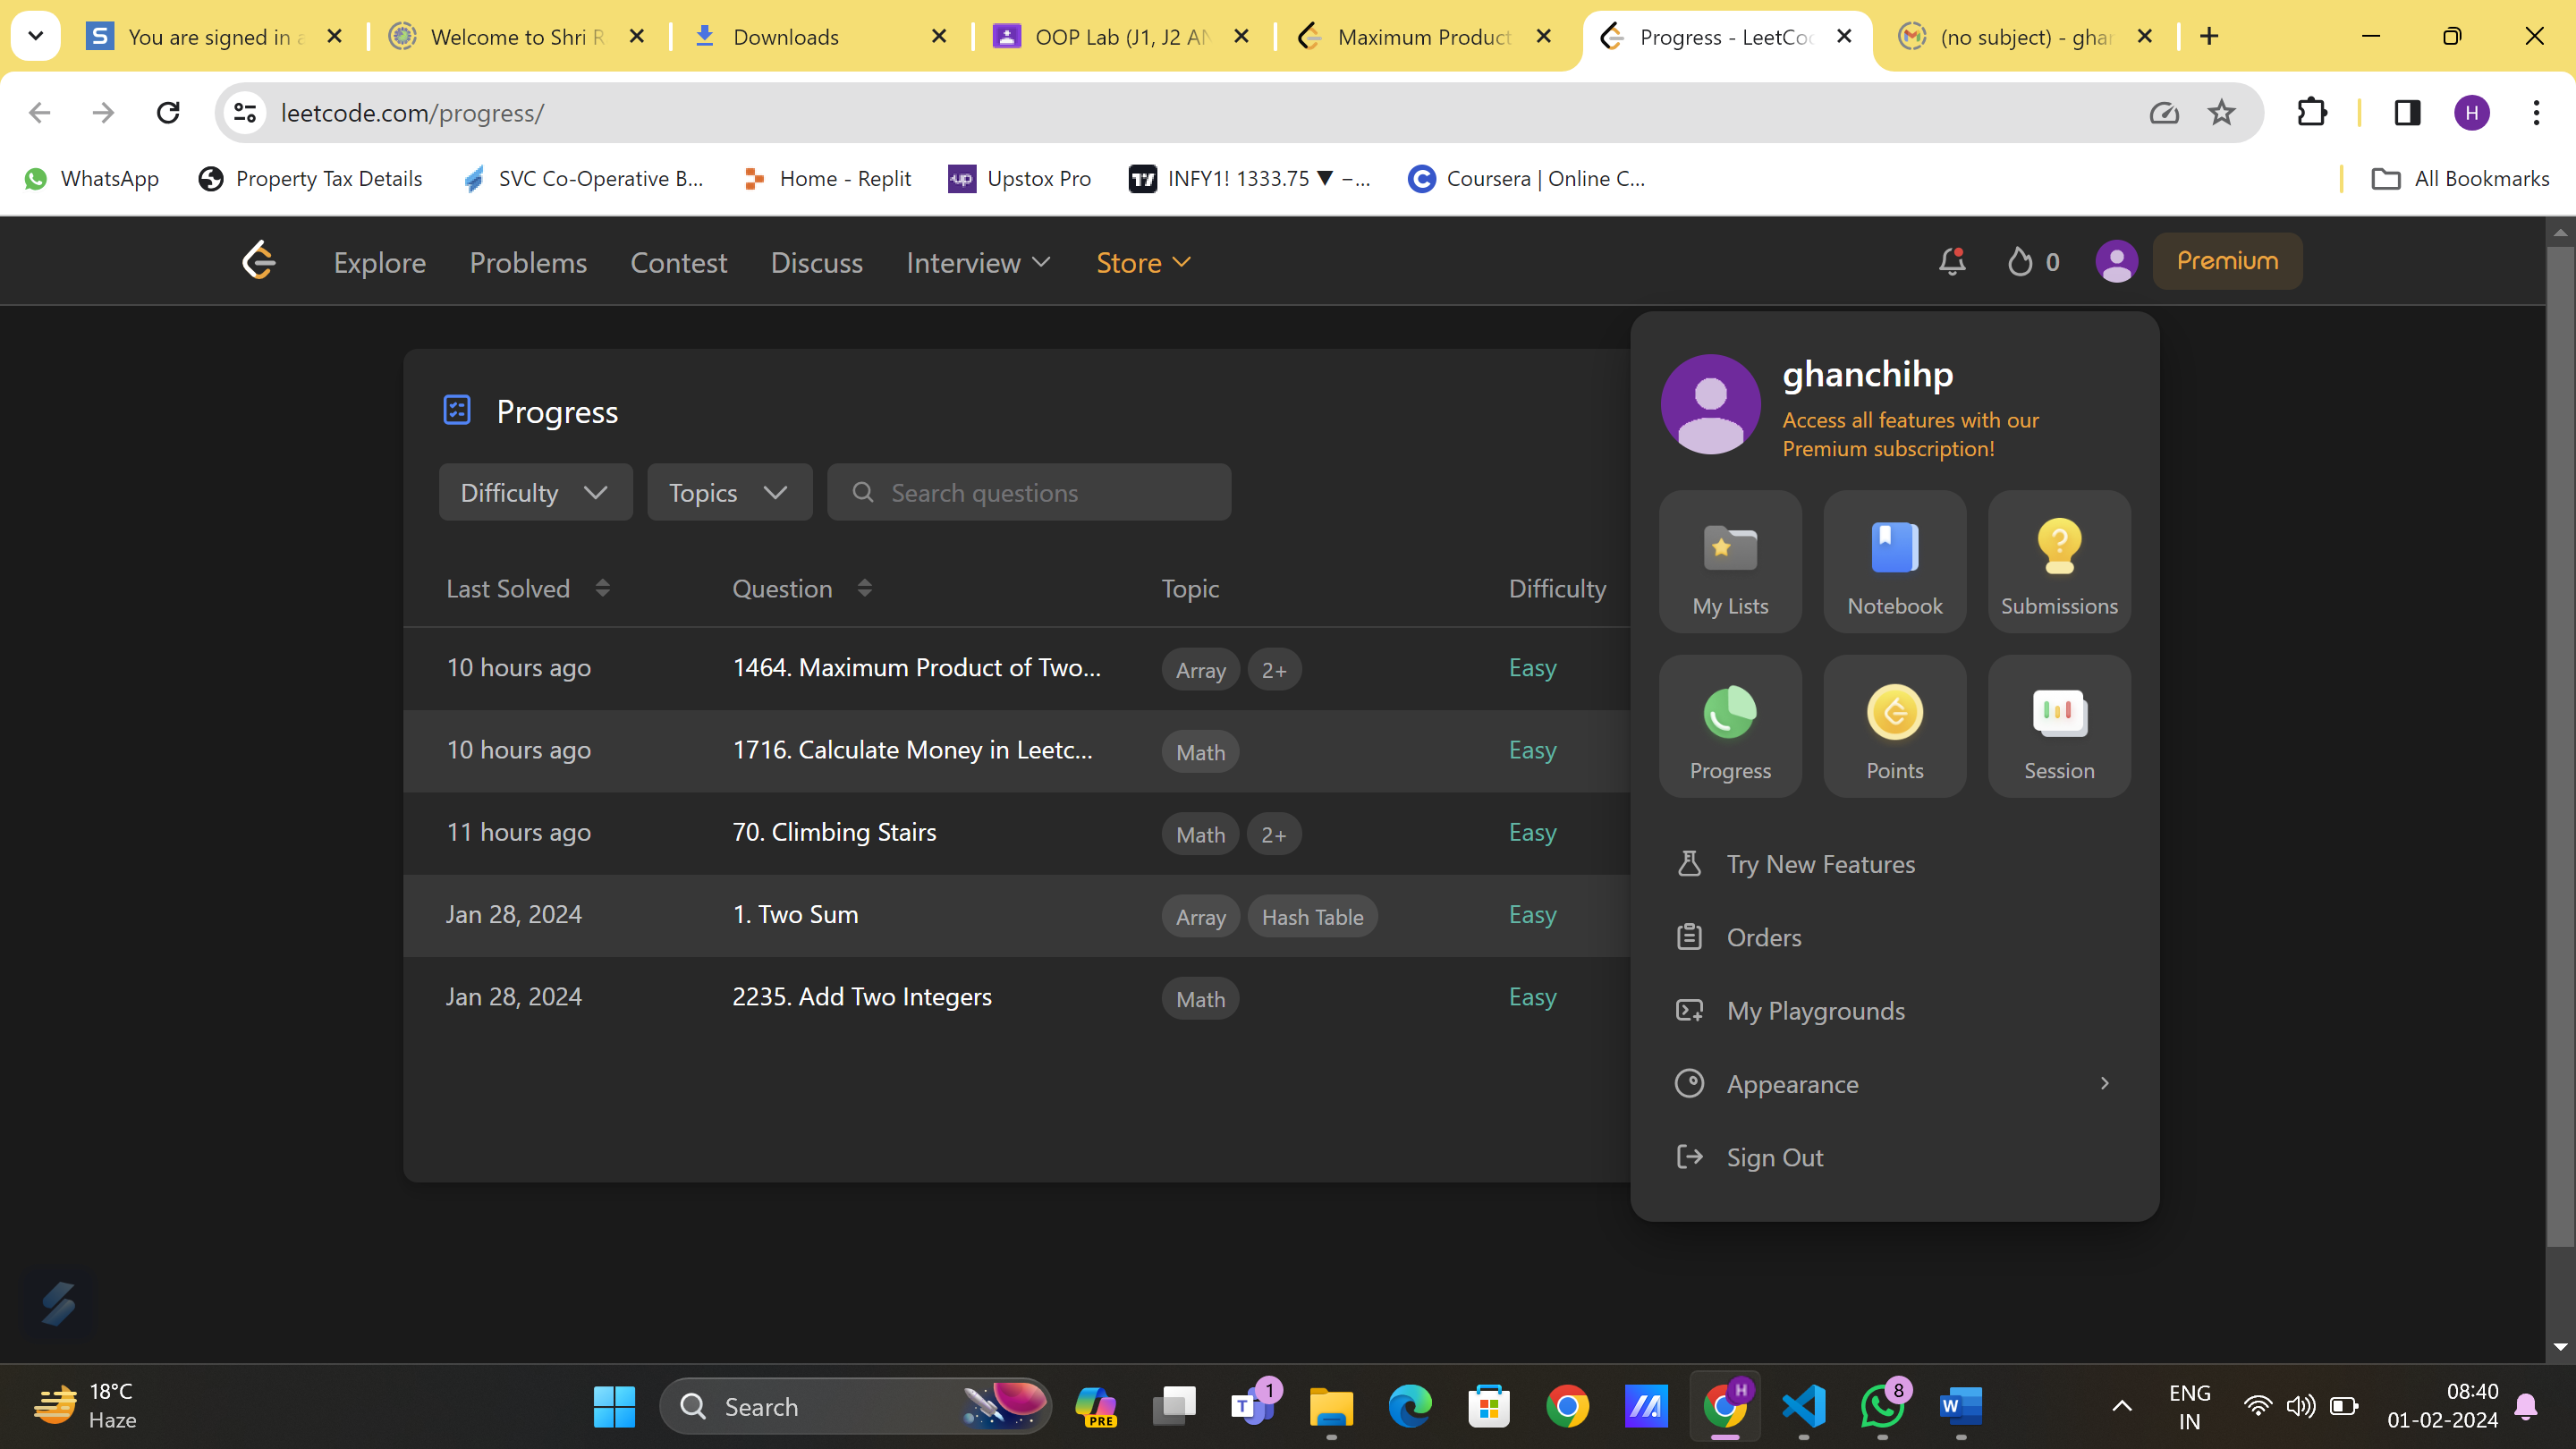 You are signed in a
Welcome to Shri R
Downloads
OOP Lab (J1, J2 AN
Maximum Product
Progress - LeetCo
(no subject) - ghan
leetcode.com/progress/
H
WhatsApp
Property Tax Details
SVC Co-Operative B...
Home - Replit
Upstox Pro
INFY1! 1333.75 ▼ −...
Coursera | Online C...
All Bookmarks
Explore
Problems
Contest
Discuss
Interview
Store
0
Premium
Progress
Difficulty
Topics
Search questions
Last Solved
Question
Topic
Difficulty
10 hours ago
1464. Maximum Product of Two...
Array
2+
Easy
10 hours ago
1716. Calculate Money in Leetc...
Math
Easy
11 hours ago
70. Climbing Stairs
Math
2+
Easy
Jan 28, 2024
1. Two Sum
Array
Hash Table
Easy
Jan 28, 2024
2235. Add Two Integers
Math
Easy
ghanchihp
Access all features with our
Premium subscription!
My Lists
Notebook
Submissions
Progress
Points
Session
Try New Features
Orders
My Playgrounds
Appearance
Sign Out
18°C
Haze
Search
PRE
1
H
8
ENG
IN
08:40
01-02-2024